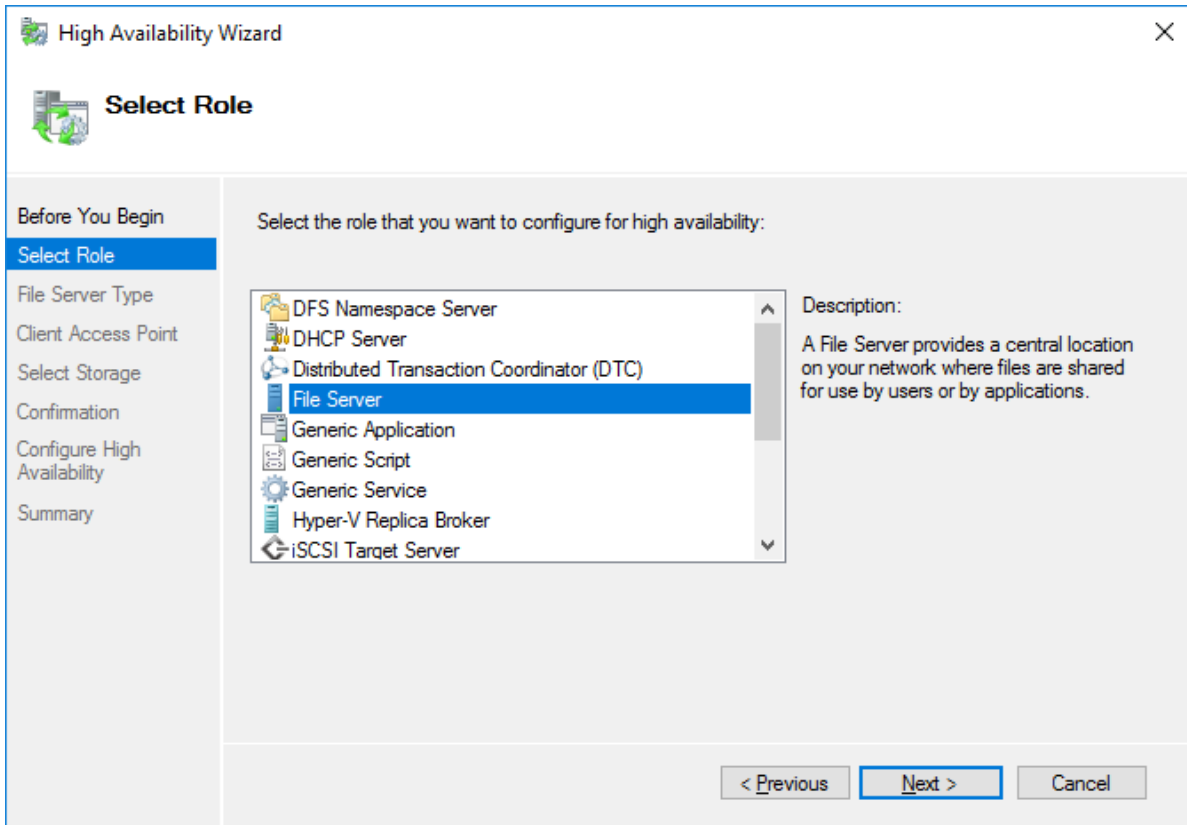 High Availability Wizard
Select Role
Before You Begin
Select Role
File Server Type
Client Access Point
Select Storage
Confirmation
Configure High
Availability
Summary
Select the role that you want to configure for high availability:
DFS Namespace Server
DHCP Server
Distributed Transaction Coordinator (DTC)
File Server
Generic Application
Generic Script
Generic Service
Hyper-V Replica Broker
iSCSI Target Server
Description:
A File Server provides a central location
on your network where files are shared
for use by users or by applications.
< Previous
Next >
Cancel